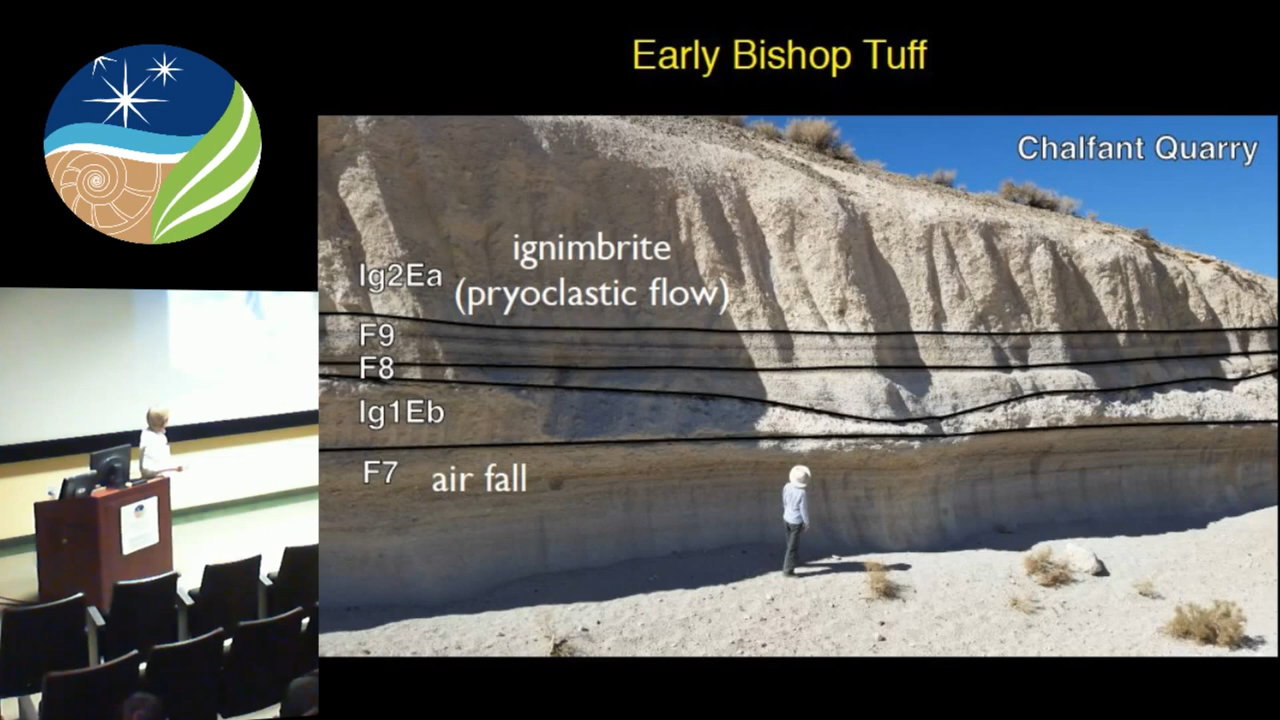 Early Bishop Tuff
Chalfant Quarry
ignimbrite
Ig2Ea (pryoclastic flow)
F9
F8
Ig1Eb
F7 air fall